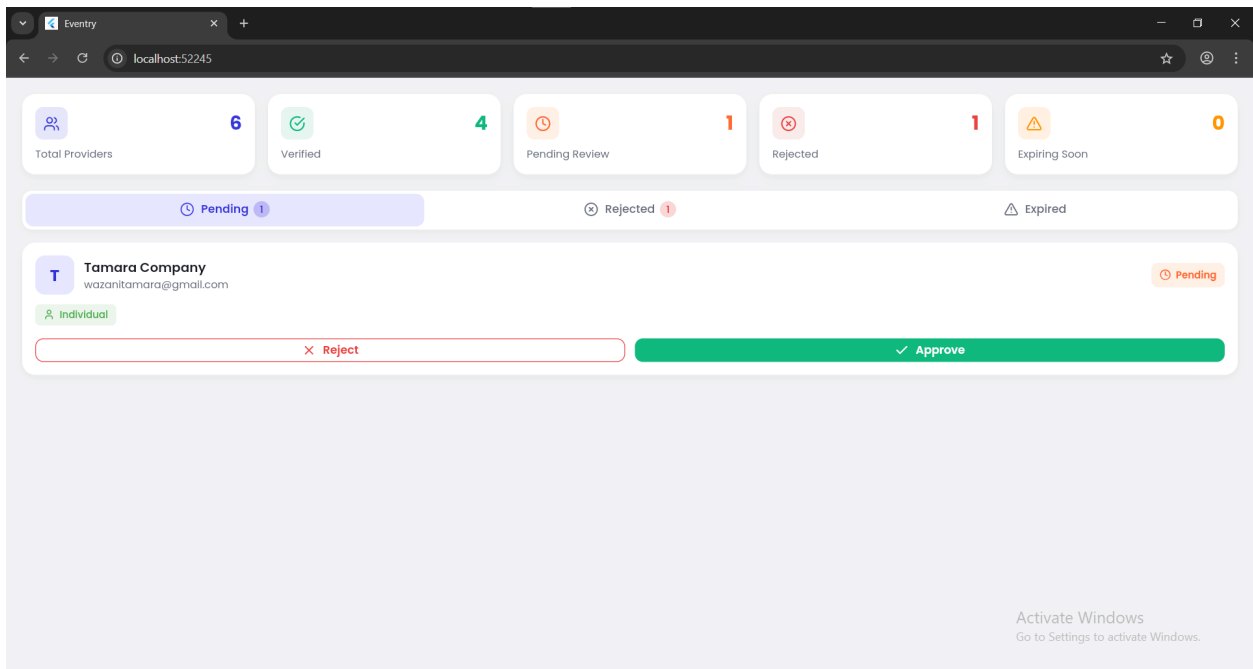 Eventry
localhost:52245
6
Total Providers
4
Verified
1
Pending Review
1
Rejected
0
Expiring Soon
Pending 1
Rejected 1
Expired
T
Tamara Company
wazanitamara@gmail.com
Pending
Individual
Reject
Approve
Activate Windows
Go to Settings to activate Windows.